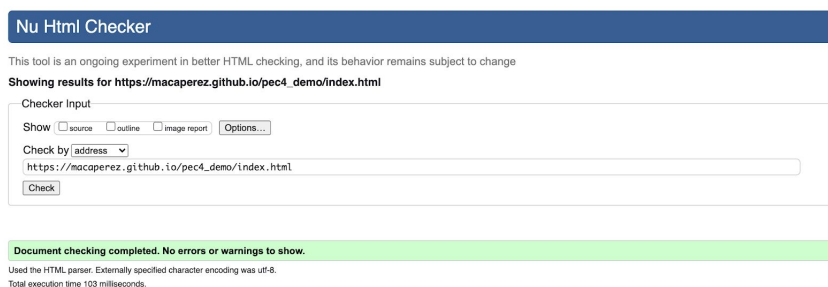 Nu Html Checker
This tool is an ongoing experiment in better HTML checking, and its behavior remains subject to change
Showing results for https://macaperez.github.io/pec4_demo/index.html
Checker Input
Show source outline image report Options...
Check by address
https://macaperez.github.io/pec4_demo/index.html
Check
Document checking completed. No errors or warnings to show.
Used the HTML parser. Externally specified character encoding was utf-8.
Total execution time 103 milliseconds.